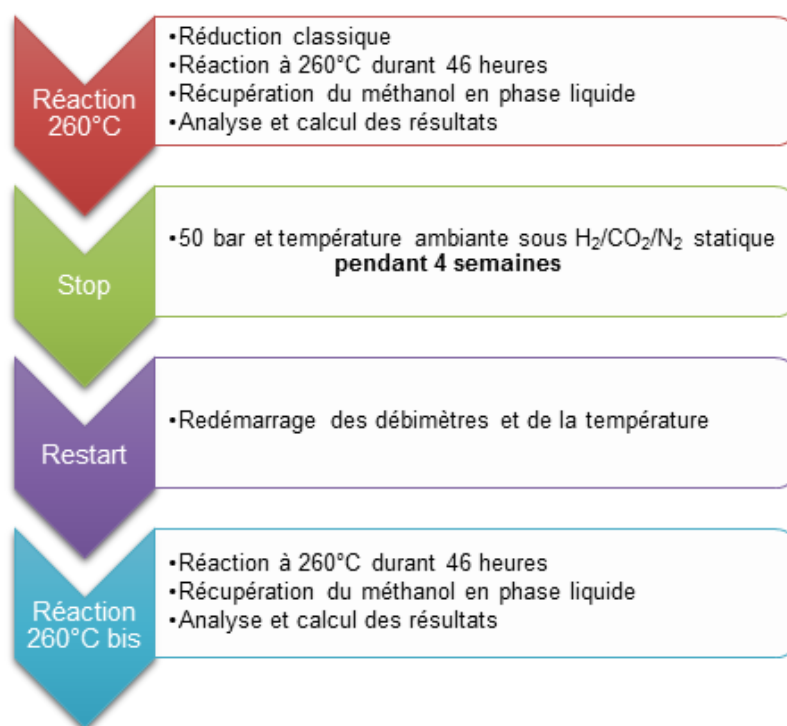 Réaction
260°C
•Réduction classique
•Réaction à 260°C durant 46 heures
•Récupération du méthanol en phase liquide
•Analyse et calcul des résultats
Stop
•50 bar et température ambiante sous H₂/CO₂/N₂ statique
pendant 4 semaines
Restart
•Redémarrage des débimètres et de la température
Réaction
260°C bis
•Réaction à 260°C durant 46 heures
•Récupération du méthanol en phase liquide
•Analyse et calcul des résultats